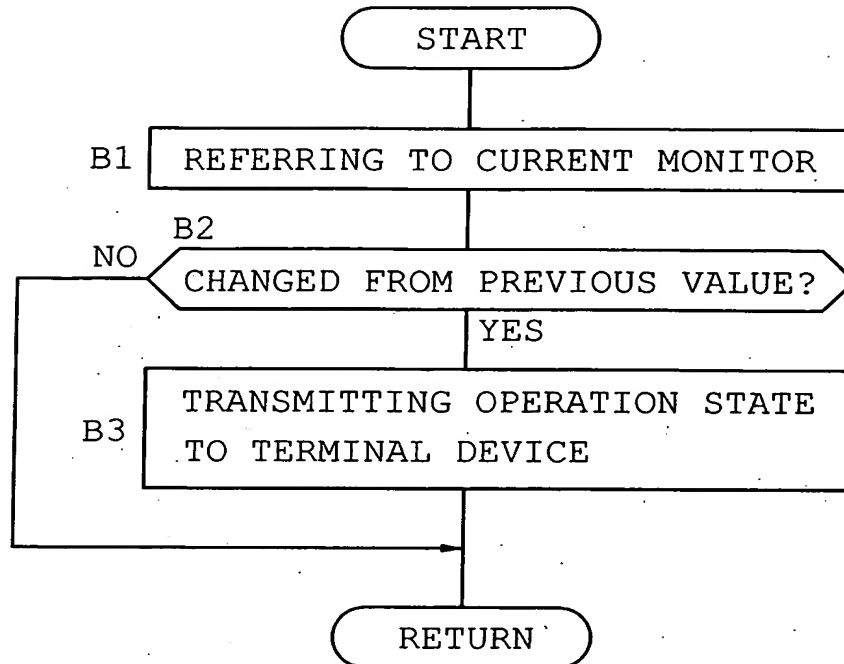 START
B1 REFERRING TO CURRENT MONITOR
B2
NO
CHANGED FROM PREVIOUS VALUE?
YES
B3
TRANSMITTING OPERATION STATE
TO TERMINAL DEVICE
RETURN